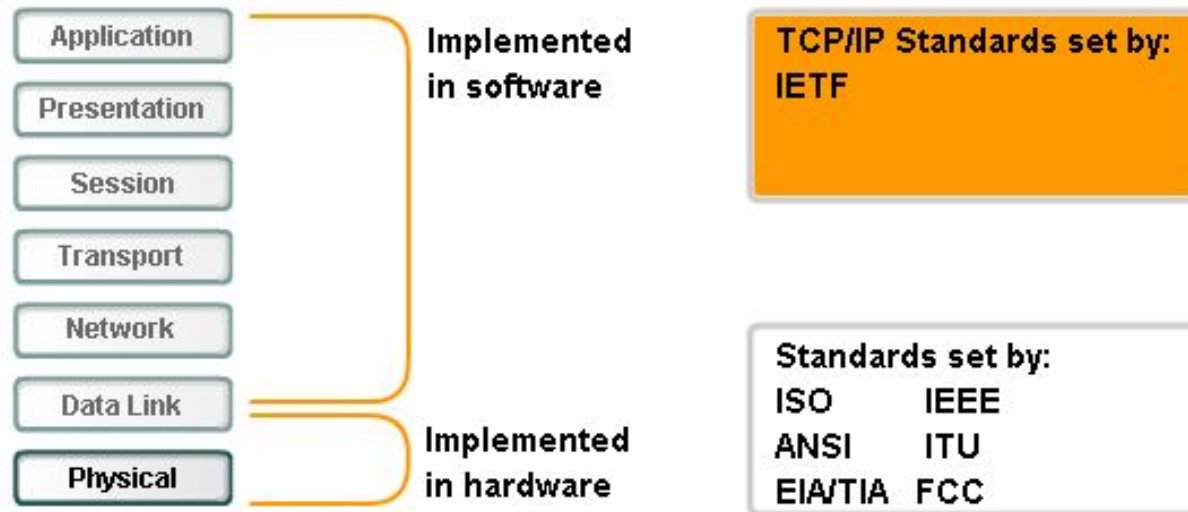 Application
Presentation
Session
Transport
Network
Data Link
Physical
Implemented
in software
Implemented
in hardware
TCP/IP Standards set by:
IETF
Standards set by:
ISO IEEE
ANSI ITU
EIA/TIA FCC